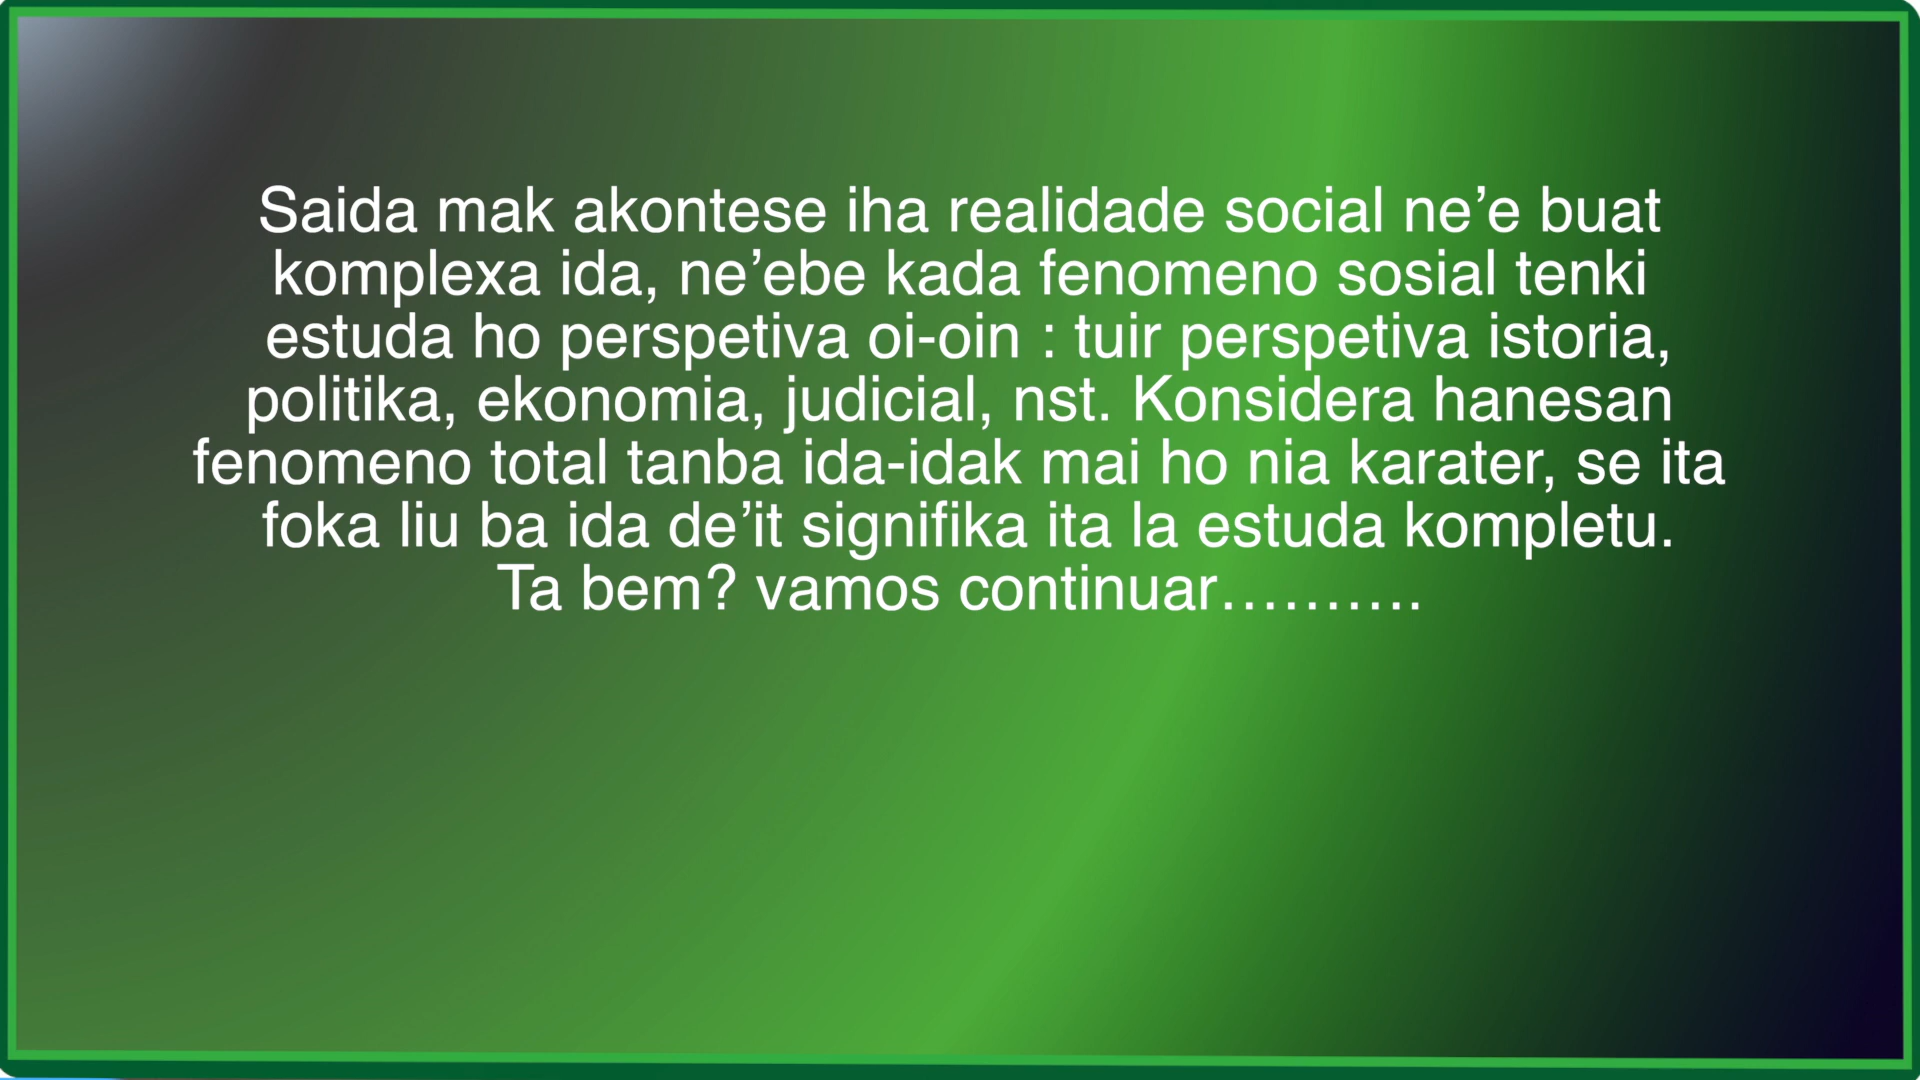 Saida mak akontese iha realidade social ne’e buat
komplexa ida, ne’ebe kada fenomeno sosial tenki
estuda ho perspetiva oi-oin : tuir perspetiva istoria,
politika, ekonomia, judicial, nst. Konsidera hanesan
fenomeno total tanba ida-idak mai ho nia karater, se ita
foka liu ba ida de’it signifika ita la estuda kompletu.
Ta bem? vamos continuar……….